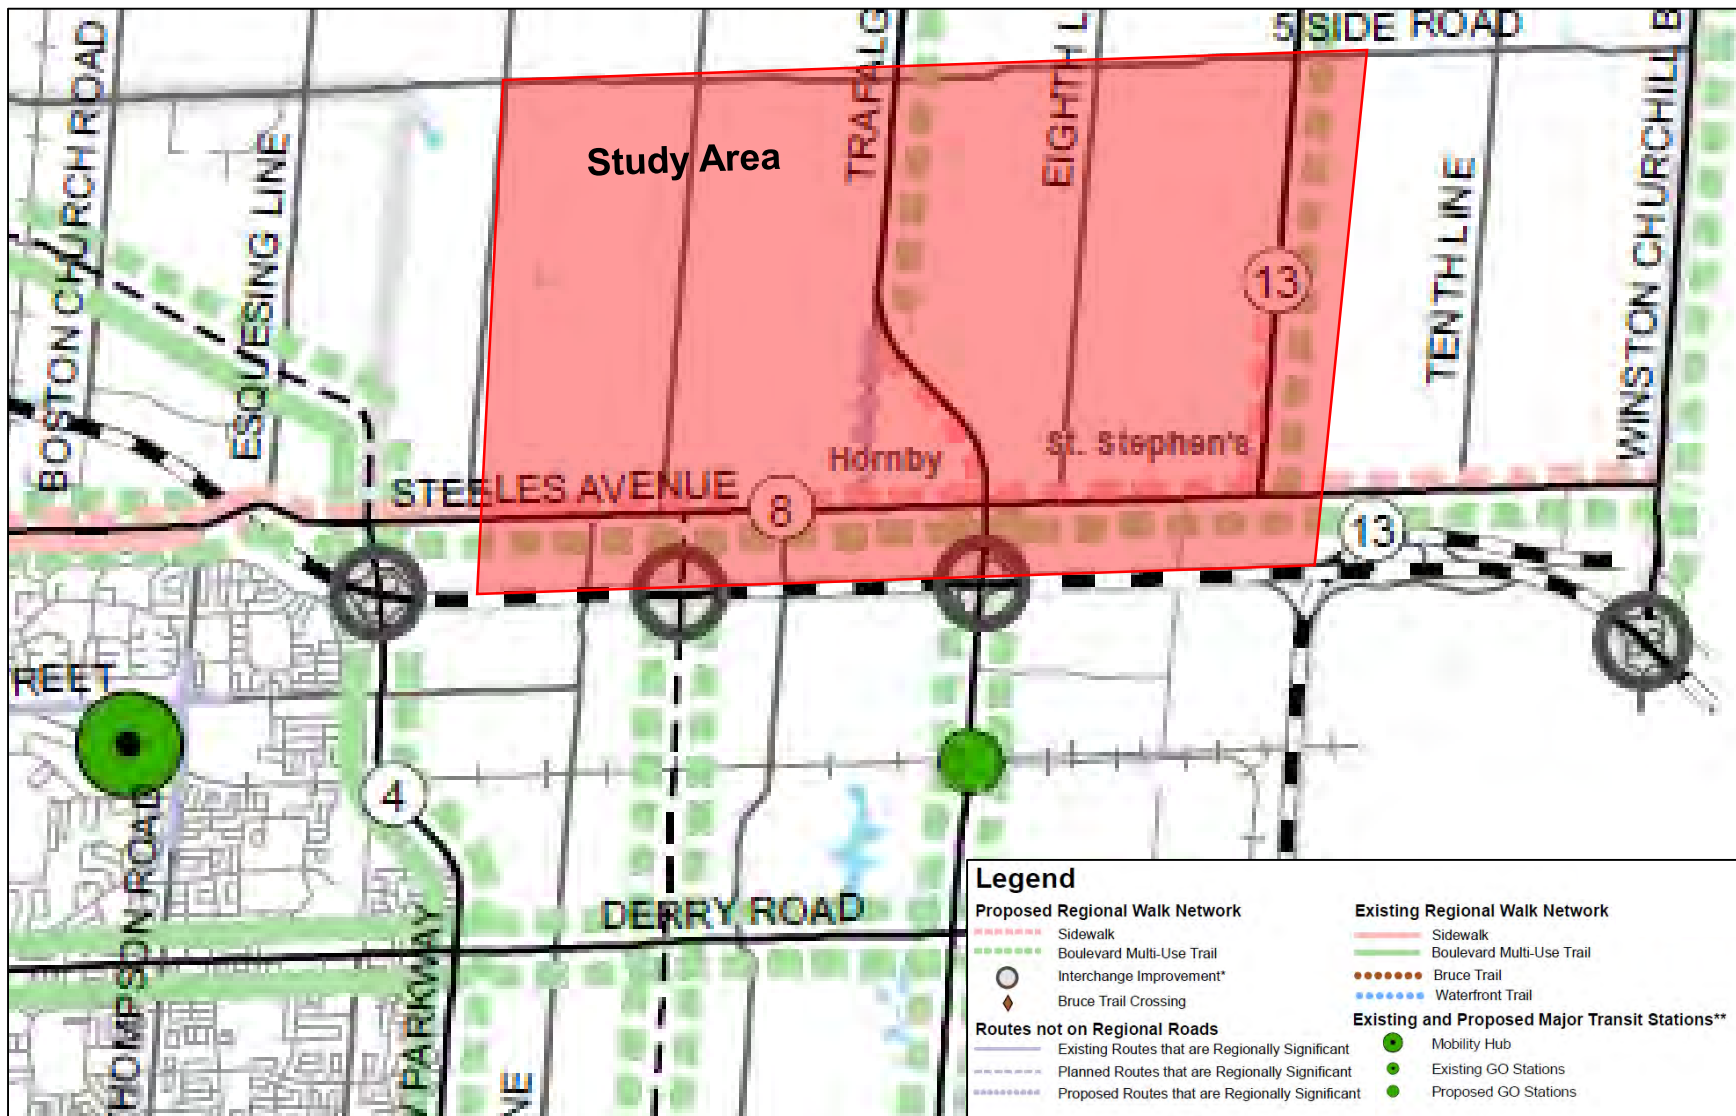 5 SIDE ROAD
BOSTON CHURCH ROAD
ESQUESING LINE
TRAFALG
EIGHTH L
TENTH LINE
WINSTON CHURCHILL B
Study Area
13
Hornby
St. Stephen's
STEELES AVENUE
8
13
REET
4
THOMPSON ROAD
PARKWAY
DERRY ROAD
NE
Legend
Proposed Regional Walk Network
Sidewalk
Boulevard Multi-Use Trail
Interchange Improvement*
Bruce Trail Crossing
Routes not on Regional Roads
Existing Routes that are Regionally Significant
Planned Routes that are Regionally Significant
Proposed Routes that are Regionally Significant
Existing Regional Walk Network
Sidewalk
Boulevard Multi-Use Trail
Bruce Trail
Waterfront Trail
Existing and Proposed Major Transit Stations**
Mobility Hub
Existing GO Stations
Proposed GO Stations